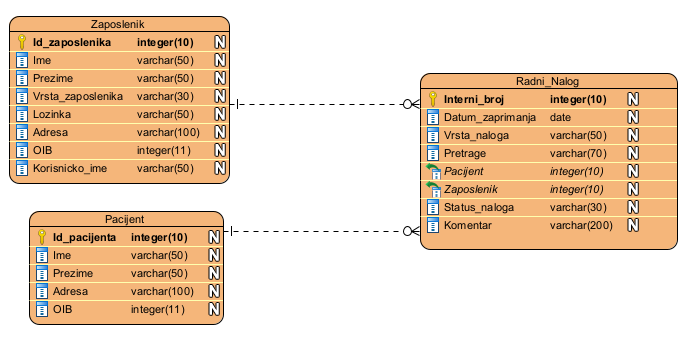 Zaposlenik
Id_zaposlenika integer(10) N
Ime varchar(50) N
Prezime varchar(50) N
Vrsta_zaposlenika varchar(30) N
Lozinka varchar(50) N
Adresa varchar(100) N
OIB integer(11) N
Korisnicko_ime varchar(50) N
Radni_Nalog
Interni_broj integer(10) N
Datum_zaprimanja date N
Vrsta_naloga varchar(50) N
Pretrage varchar(70) N
Pacijent integer(10) N
Zaposlenik integer(10) N
Status_naloga varchar(30) N
Komentar varchar(200) N
Pacijent
Id_pacijenta integer(10) N
Ime varchar(50) N
Prezime varchar(50) N
Adresa varchar(100) N
OIB integer(11) N